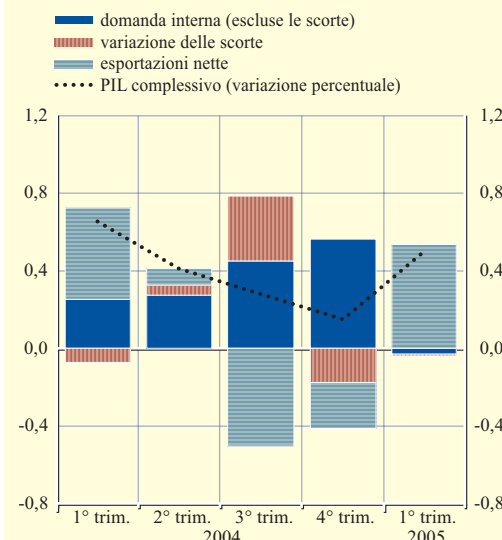 domanda interna (escluse le scorte)
variazione delle scorte
esportazioni nette
PIL complessivo (variazione percentuale)
1,2 1,2
0,8 0,8
0,4 0,4
0,0 0,0
-0,4 -0,4
-0,8 -0,8
1° trim. 2° trim. 3° trim. 4° trim. 1° trim.
2004 2005